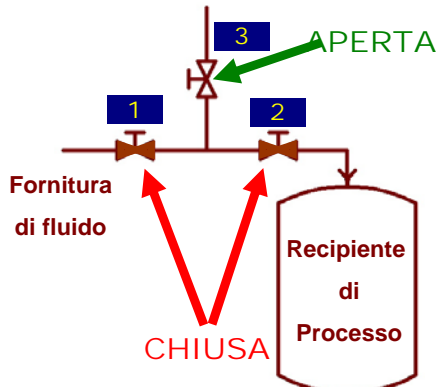 3
APERTA
1
2
Fornitura
di fluido
Recipiente
di
Processo
CHIUSA